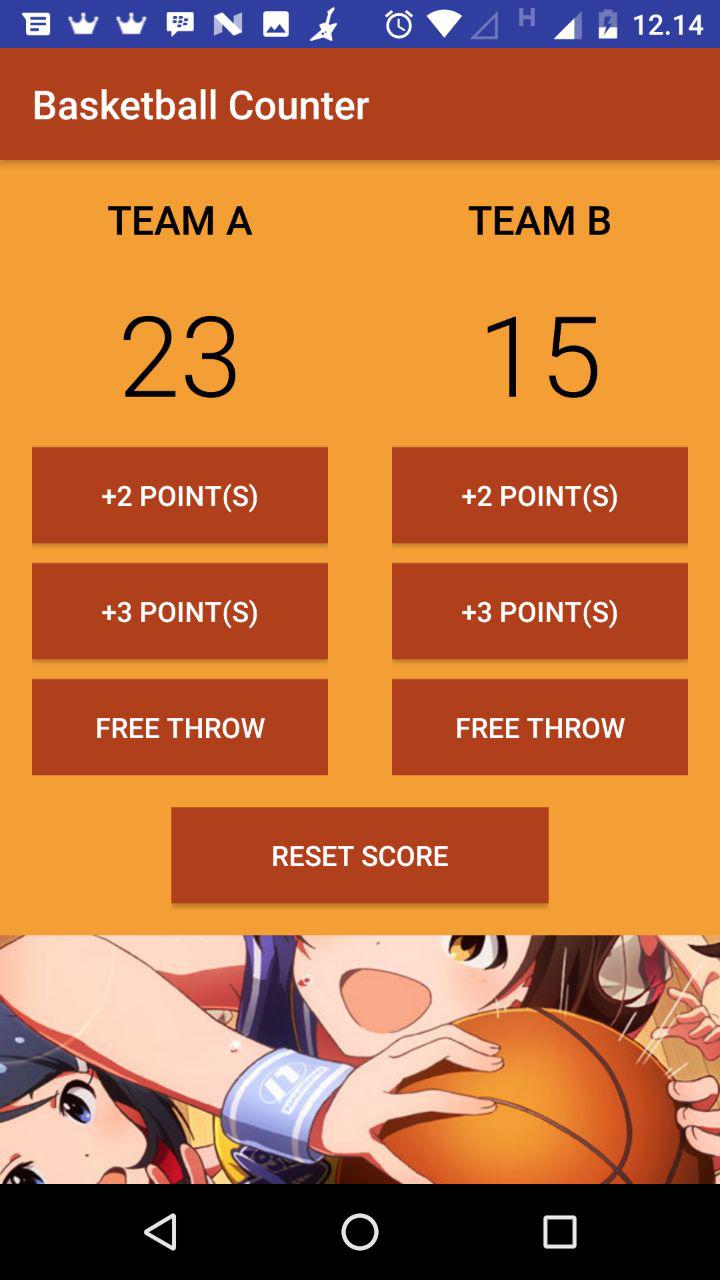 H 12.14
Basketball Counter
TEAM A TEAM B
23 15
+2 POINT(S) +2 POINT(S)
+3 POINT(S) +3 POINT(S)
FREE THROW FREE THROW
RESET SCORE